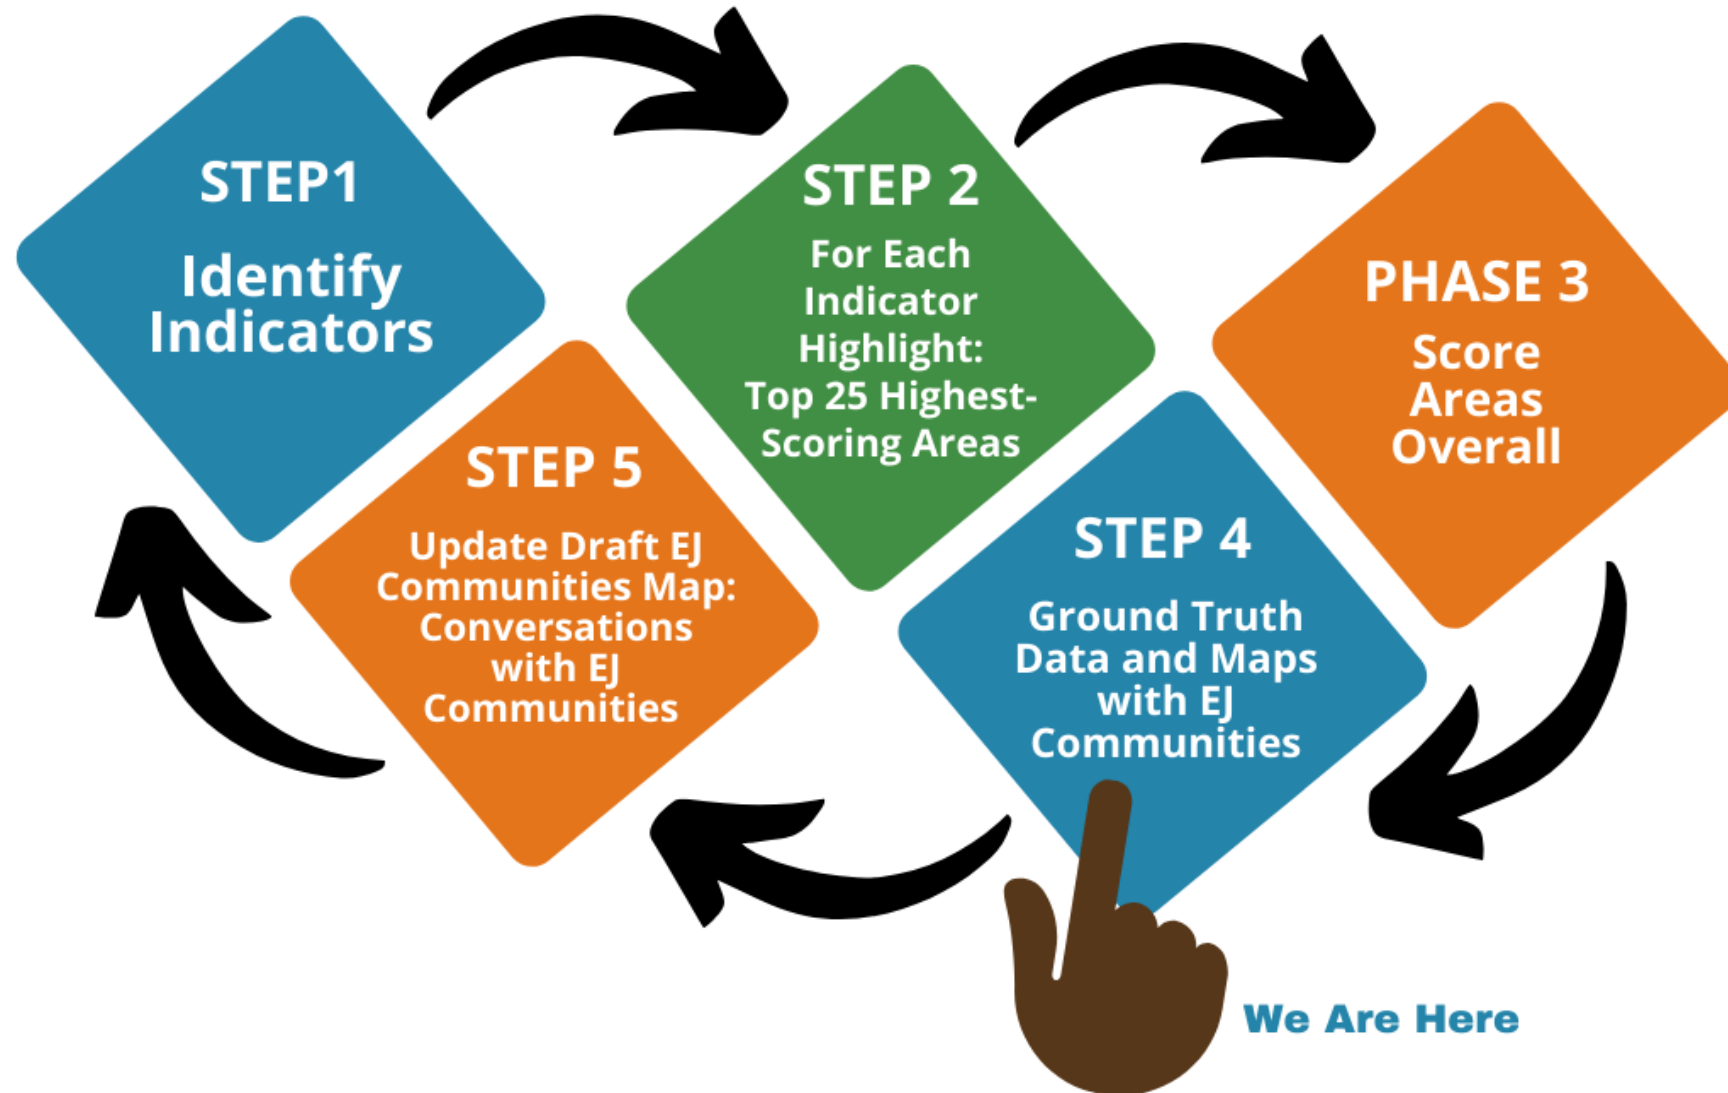 STEP1
Identify
Indicators
STEP 2
For Each
Indicator
Highlight:
Top 25 Highest-
Scoring Areas
PHASE 3
Score
Areas
Overall
STEP 4
Ground Truth
Data and Maps
with EJ
Communities
STEP 5
Update Draft EJ
Communities Map:
Conversations
with EJ
Communities
We Are Here